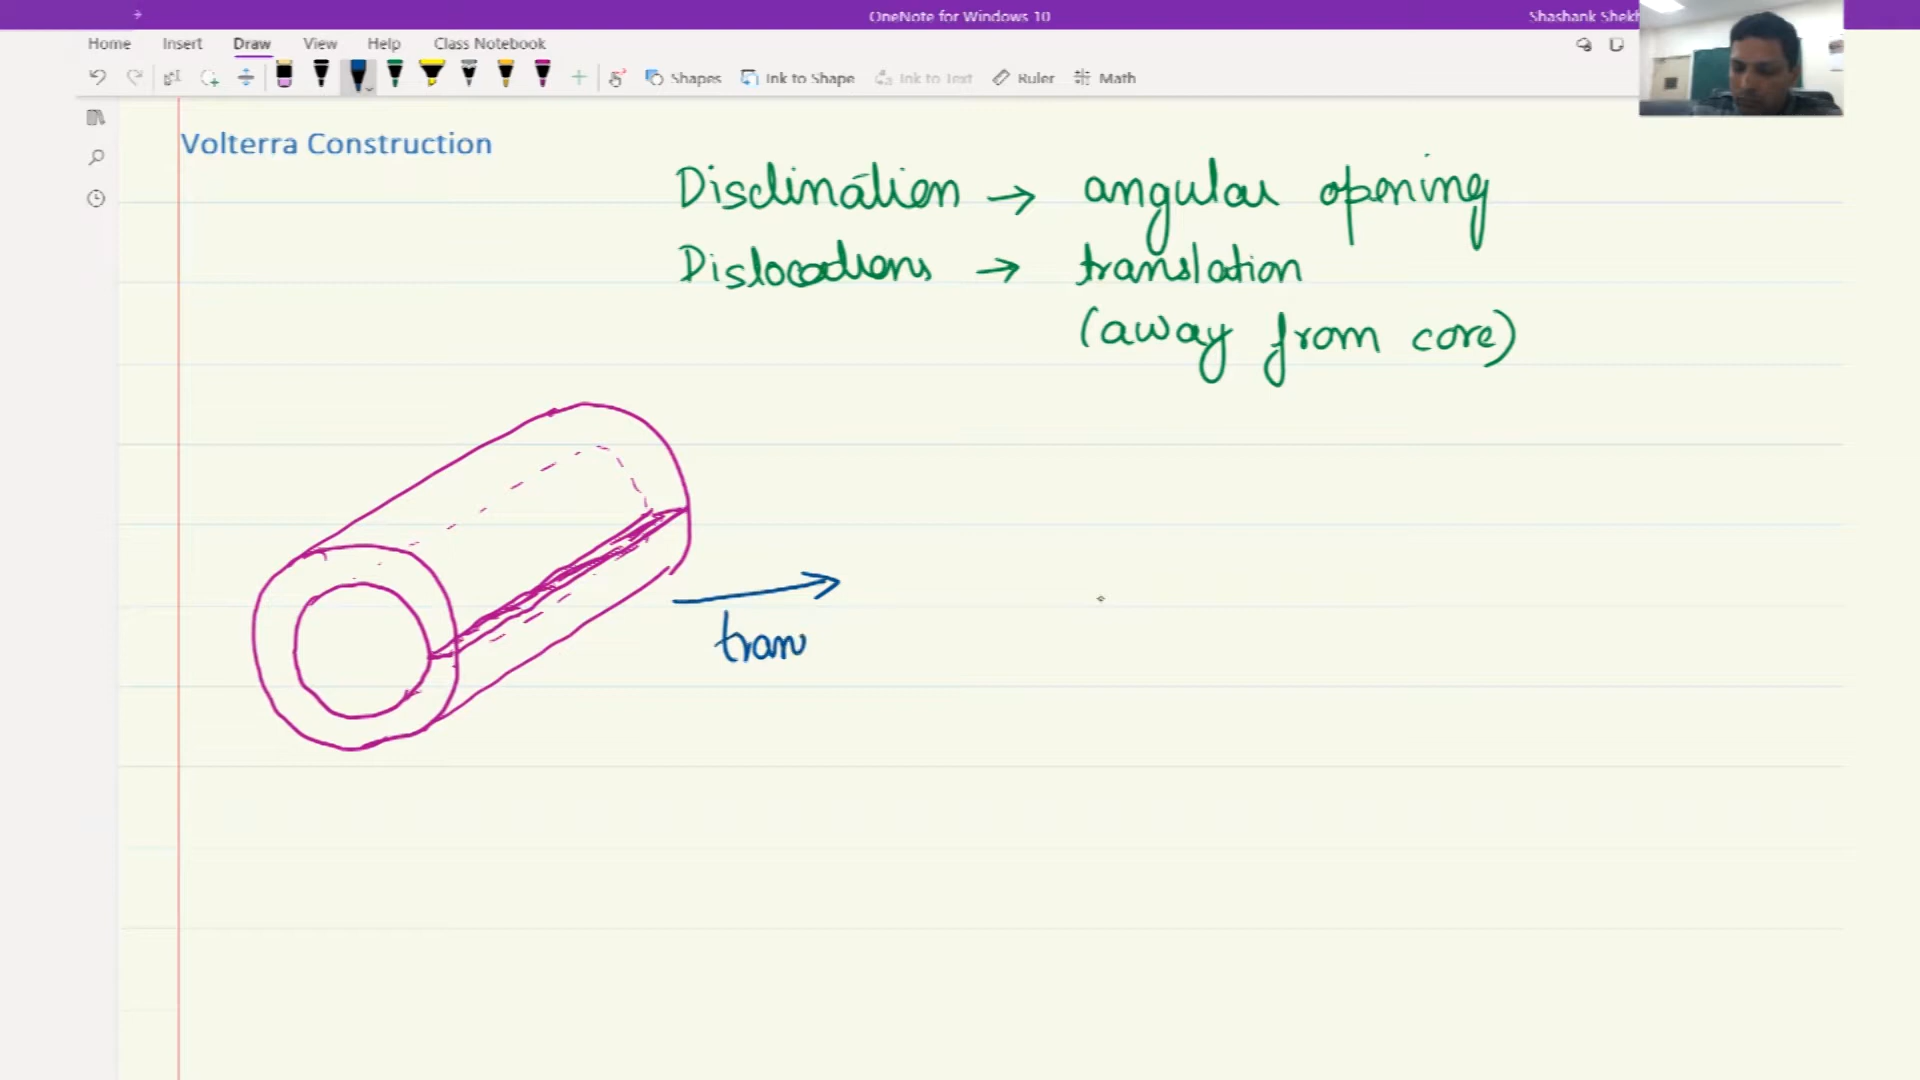 OneNote for Windows 10
Shashank Shekh
Home Insert Draw View Help Class Notebook
Shapes Ink to Shape Ink to Text Ruler Math
Volterra Construction
Disclination → angular opening
Dislocations → translation
(away from core)
tran